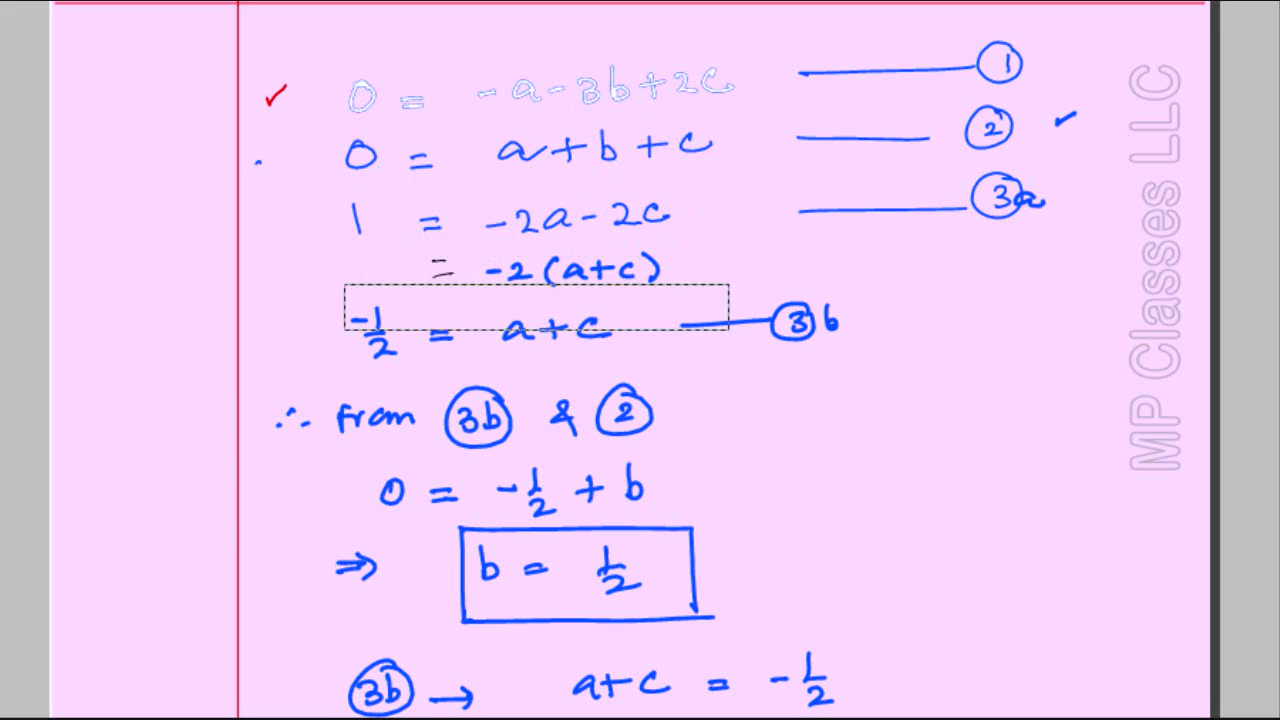 ✓ 0 = -a-3b+2c ——— ①
0 = a+b+c ——— ② ✓
1 = -2a-2c ——— ③a
= -2(a+c)
-1/2 = a+c ——— ③b
∴ from (3b) & ②
0 = -1/2 + b
⇒ b = 1/2
(3b) → a+c = -1/2
MP Classes LLC